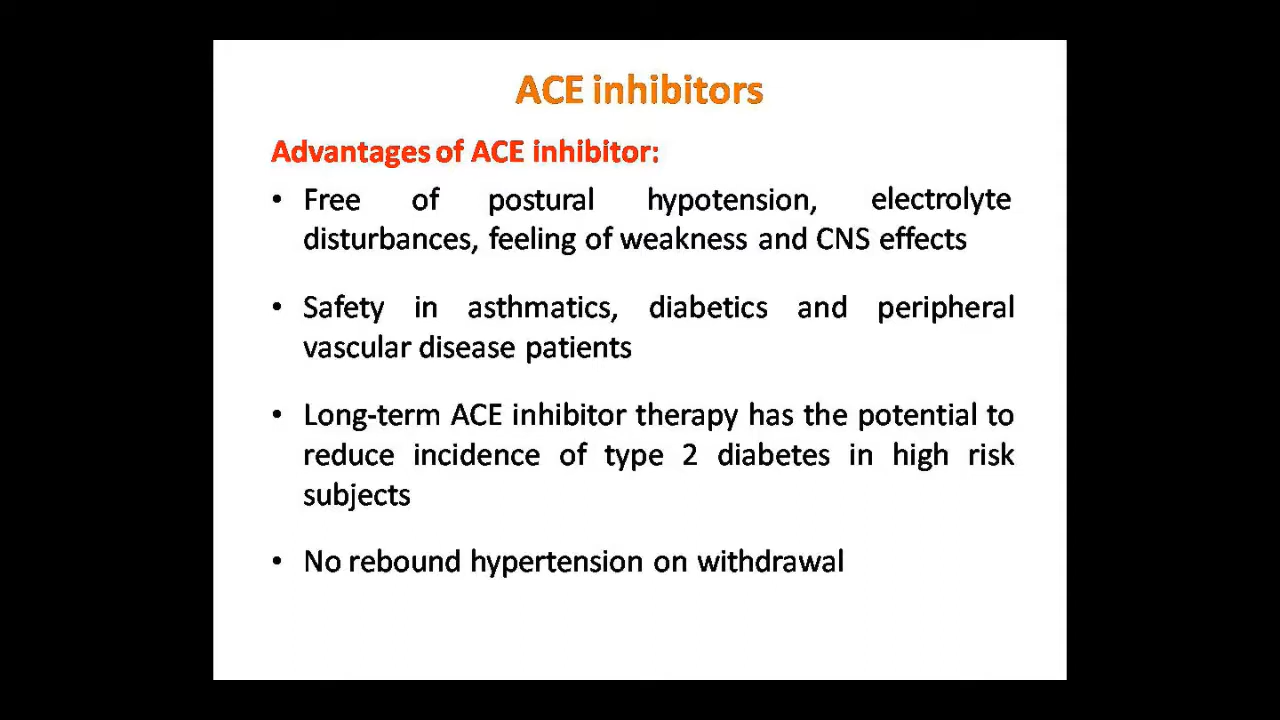 ACE inhibitors
Advantages of ACE inhibitor:
• Free of postural hypotension, electrolyte
disturbances, feeling of weakness and CNS effects
• Safety in asthmatics, diabetics and peripheral
vascular disease patients
• Long-term ACE inhibitor therapy has the potential to
reduce incidence of type 2 diabetes in high risk
subjects
• No rebound hypertension on withdrawal